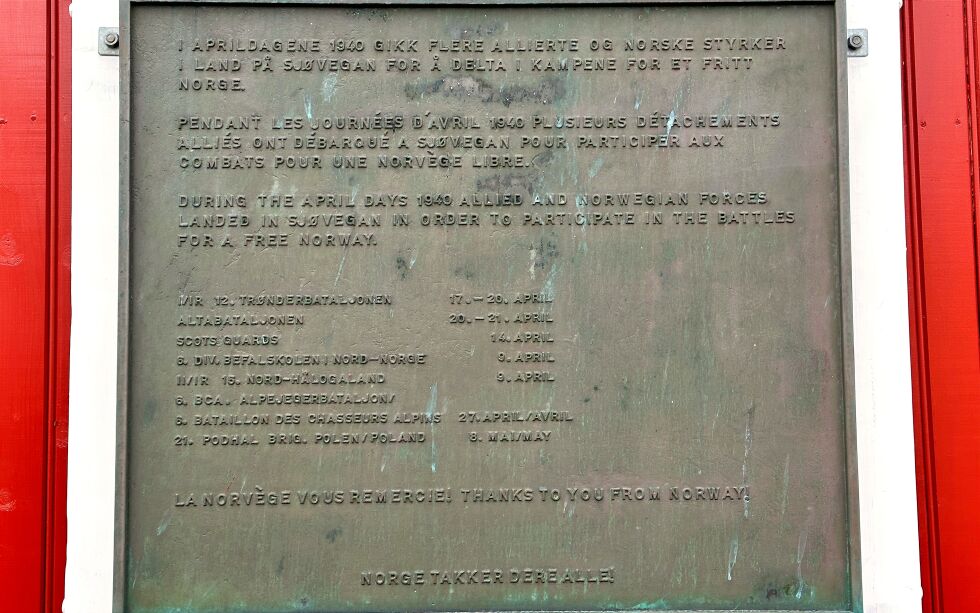 I APRILDAGENE 1940 GIKK FLERE ALLIERTE OG NORSKE STYRKER
I LAND PÅ SJØVEGAN FOR Å DELTA I KAMPENE FOR ET FRITT
NORGE.
PENDANT LES JOURNÉES D'AVRIL 1940 PLUSIEURS DÉTACHEMENTS
ALLIÉS ONT DÉBARQUÉ A SJØVEGAN POUR PARTICIPER AUX
COMBATS POUR UNE NORVÈGE LIBRE.
DURING THE APRIL DAYS 1940 ALLIED AND NORWEGIAN FORCES
LANDED IN SJØVEGAN IN ORDER TO PARTICIPATE IN THE BATTLES
FOR A FREE NORWAY.
I/IR 12. TRØNDERBATALJONEN 17.-20. APRIL
ALTABATALJONEN 20.-21. APRIL
SCOTS GUARDS 14. APRIL
6. DIV. BEFALSKOLEN I NORD-NORGE 9. APRIL
II/IR 15. NORD-HÅLOGALAND 9. APRIL
6. BCA. ALPEJEGERBATALJON/
6. BATAILLON DES CHASSEURS ALPINS 27. APRIL/AVRIL
21. PODHAL BRIG. POLEN/POLAND 8. MAI/MAY
LA NORVÈGE VOUS REMERCIE! THANKS TO YOU FROM NORWAY!
NORGE TAKKER DERE ALLE!